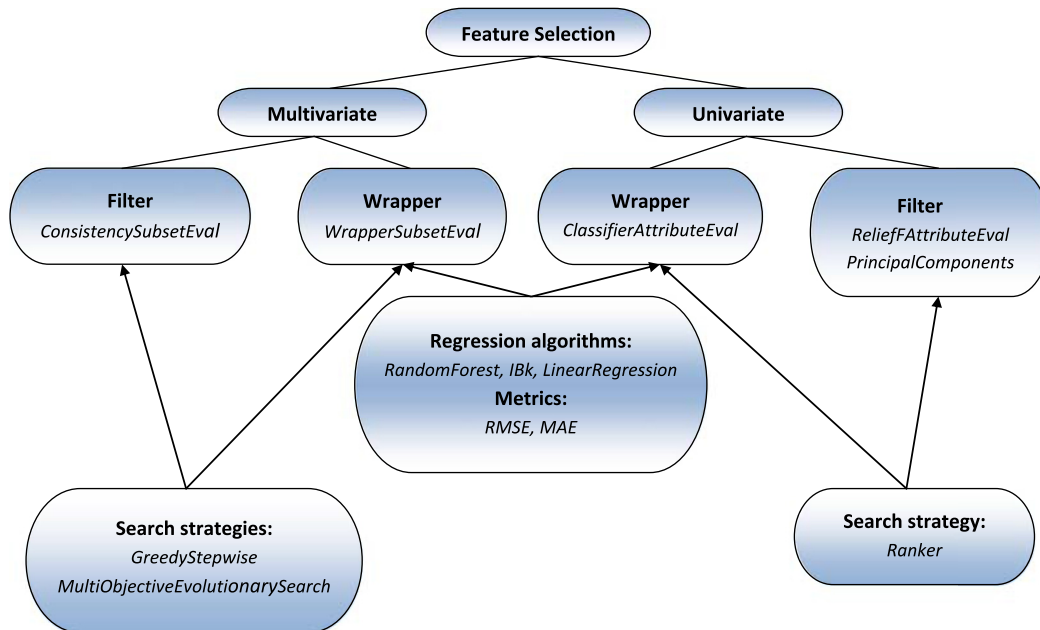 Feature Selection
Multivariate
Univariate
Filter
ConsistencySubsetEval
Wrapper
WrapperSubsetEval
Wrapper
ClassifierAttributeEval
Filter
ReliefFAttributeEval
PrincipalComponents
Regression algorithms:
RandomForest, IBk, LinearRegression
Metrics:
RMSE, MAE
Search strategies:
GreedyStepwise
MultiObjectiveEvolutionarySearch
Search strategy:
Ranker